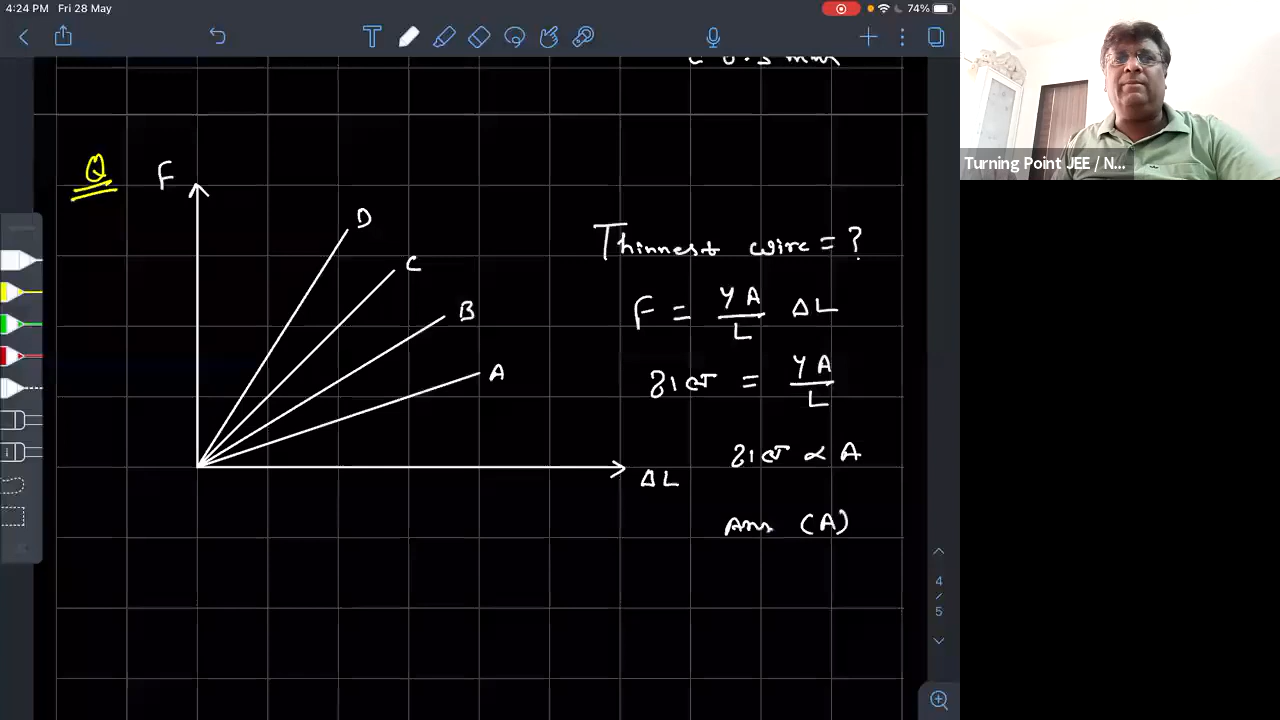 4:24 PM Fri 28 May
74%
Turning Point JEE / N...
Q
F
D
C
B
A
ΔL
Thinnest wire = ?
F = YA/L ΔL
ઢાળ = YA/L
ઢાળ ∝ A
Ans (A)
4
/
5